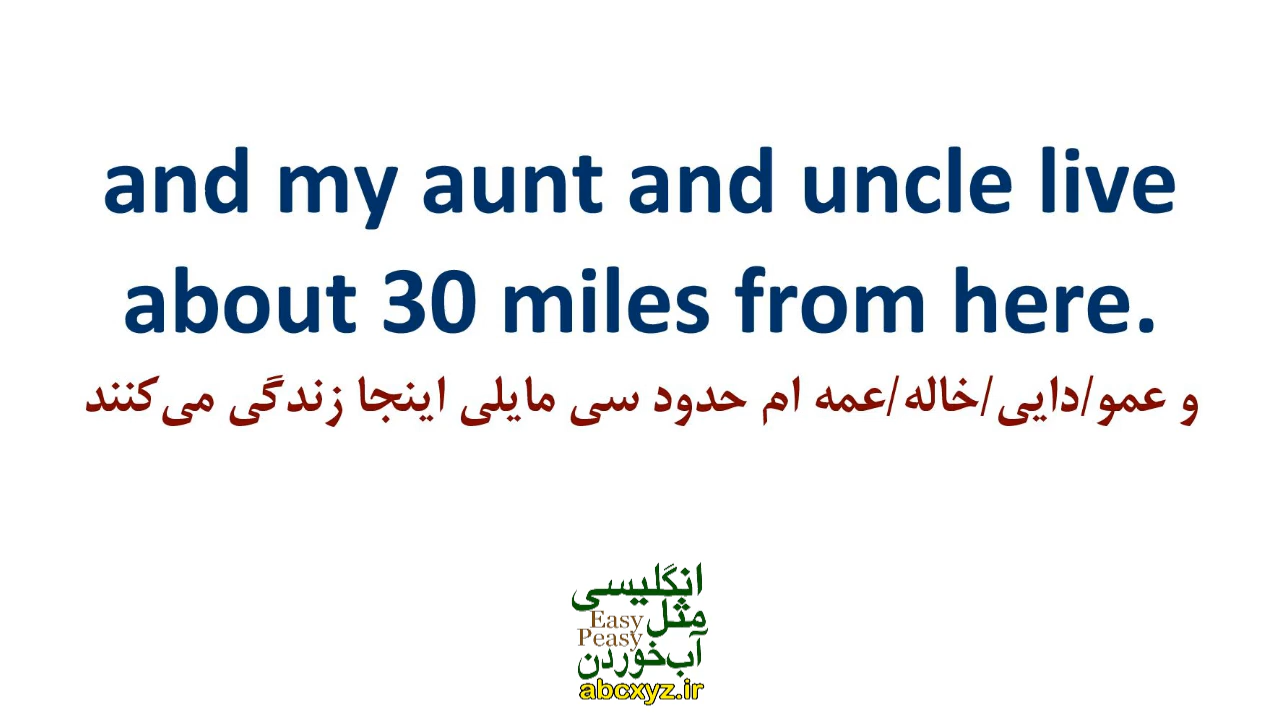 and my aunt and uncle live
about 30 miles from here.
و عمو/دایی/خاله/عمه ام حدود سی مایلی اینجا زندگی می‌کنند
انگلیسی
مثل
Easy
Peasy
آب‌خوردن
abcxyz.ir